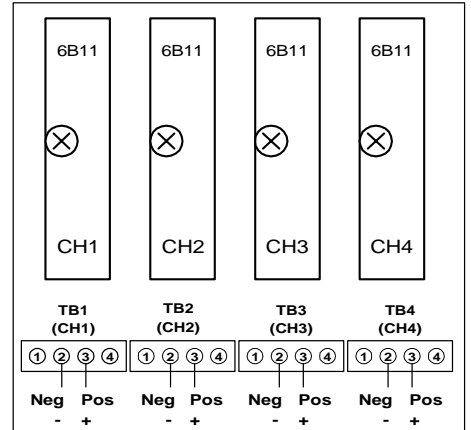 6B11 6B11 6B11 6B11
CH1 CH2 CH3 CH4
TB1 TB2 TB3 TB4
(CH1) (CH2) (CH3) (CH4)
1 2 3 4 1 2 3 4 1 2 3 4 1 2 3 4
Neg Pos Neg Pos Neg Pos Neg Pos
- + - + - + - +